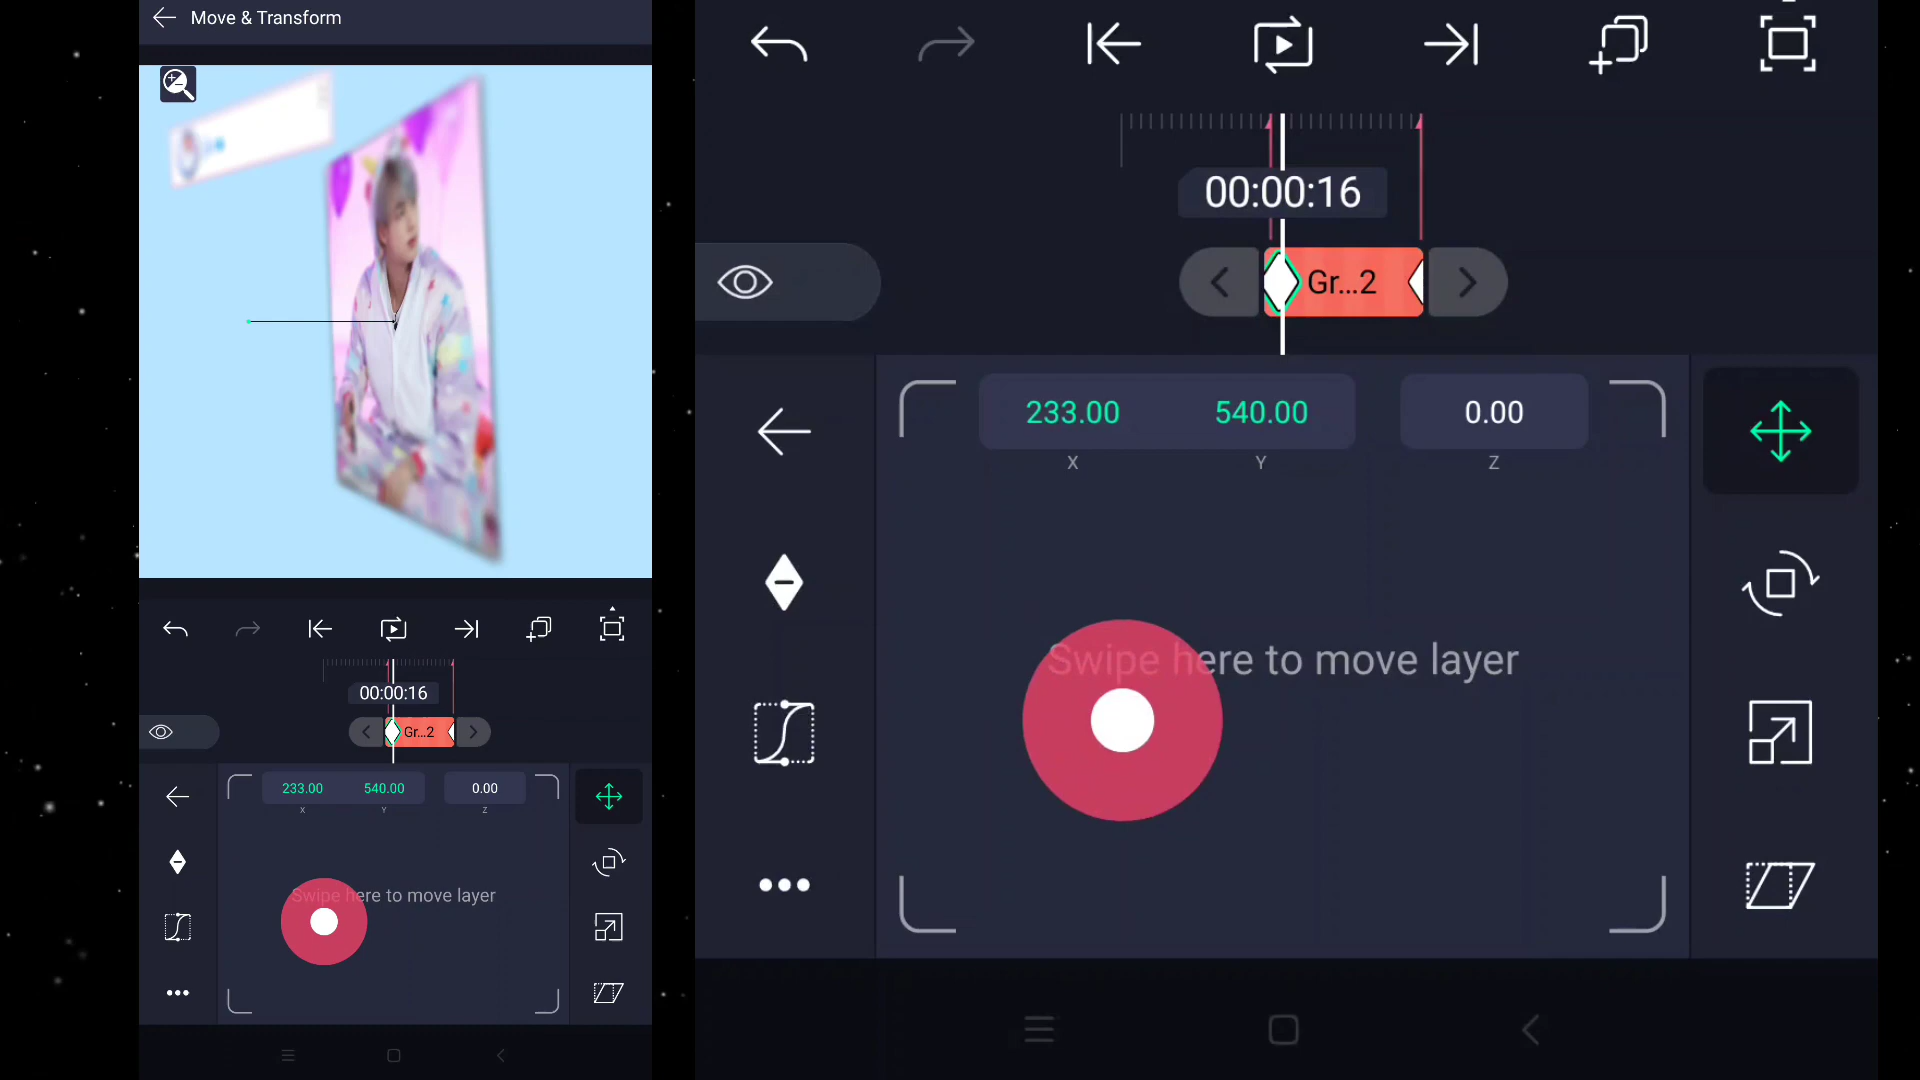 Move & Transform
00:00:16
Gr...2
233.00 540.00 0.00
X Y Z
Swipe here to move layer
00:00:16
Gr...2
233.00 540.00 0.00
X Y Z
Swipe here to move layer